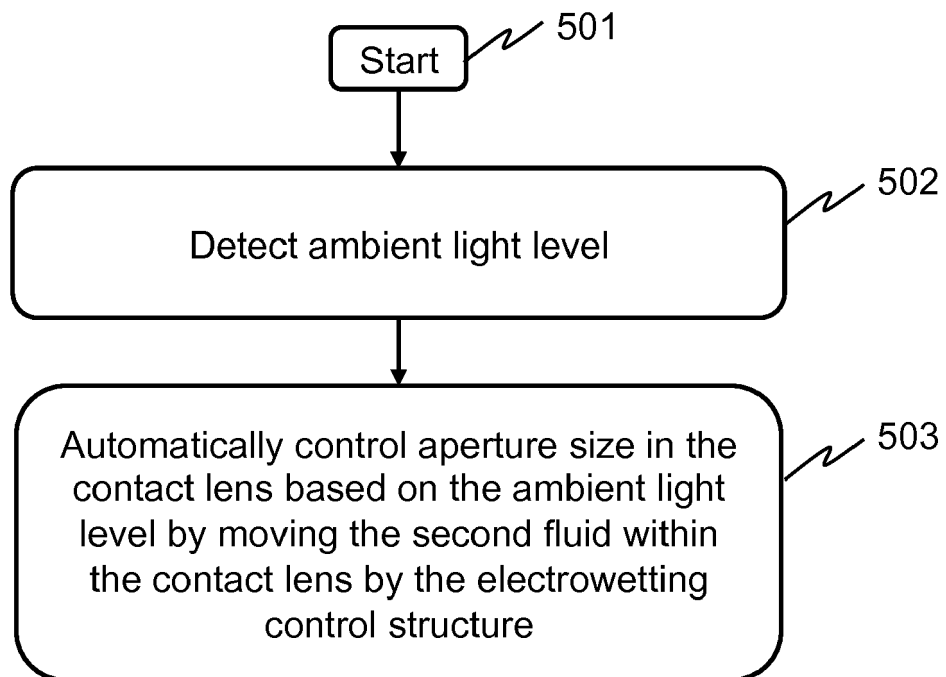 501
Start
502
Detect ambient light level
503
Automatically control aperture size in the
contact lens based on the ambient light
level by moving the second fluid within
the contact lens by the electrowetting
control structure